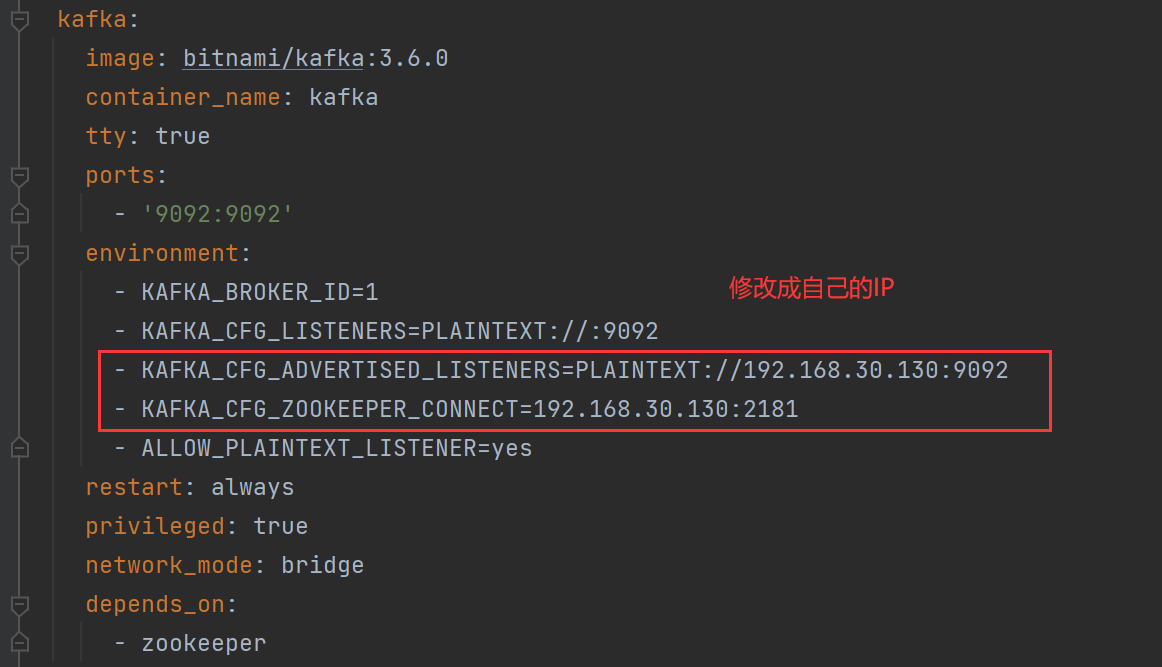 kafka:
image: bitnami/kafka:3.6.0
container_name: kafka
tty: true
ports:
- '9092:9092'
environment:
- KAFKA_BROKER_ID=1
修改成自己的IP
- KAFKA_CFG_LISTENERS=PLAINTEXT://:9092
- KAFKA_CFG_ADVERTISED_LISTENERS=PLAINTEXT://192.168.30.130:9092
- KAFKA_CFG_ZOOKEEPER_CONNECT=192.168.30.130:2181
- ALLOW_PLAINTEXT_LISTENER=yes
restart: always
privileged: true
network_mode: bridge
depends_on:
- zookeeper